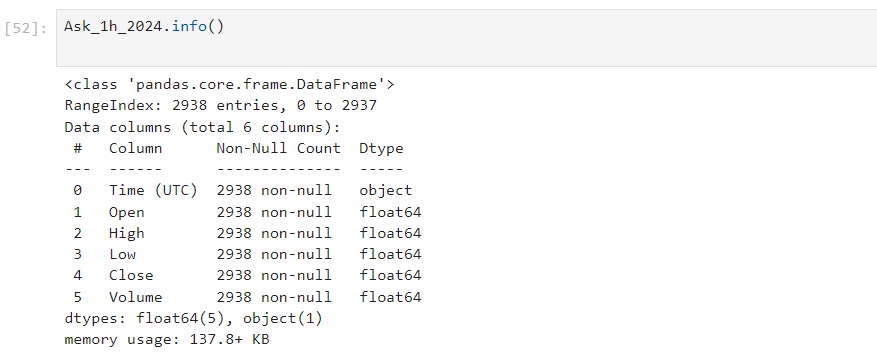 [52]: Ask_1h_2024.info()
<class 'pandas.core.frame.DataFrame'>
RangeIndex: 2938 entries, 0 to 2937
Data columns (total 6 columns):
 #   Column      Non-Null Count  Dtype
---  ------      --------------  -----
 0   Time (UTC)  2938 non-null   object
 1   Open        2938 non-null   float64
 2   High        2938 non-null   float64
 3   Low         2938 non-null   float64
 4   Close       2938 non-null   float64
 5   Volume      2938 non-null   float64
dtypes: float64(5), object(1)
memory usage: 137.8+ KB